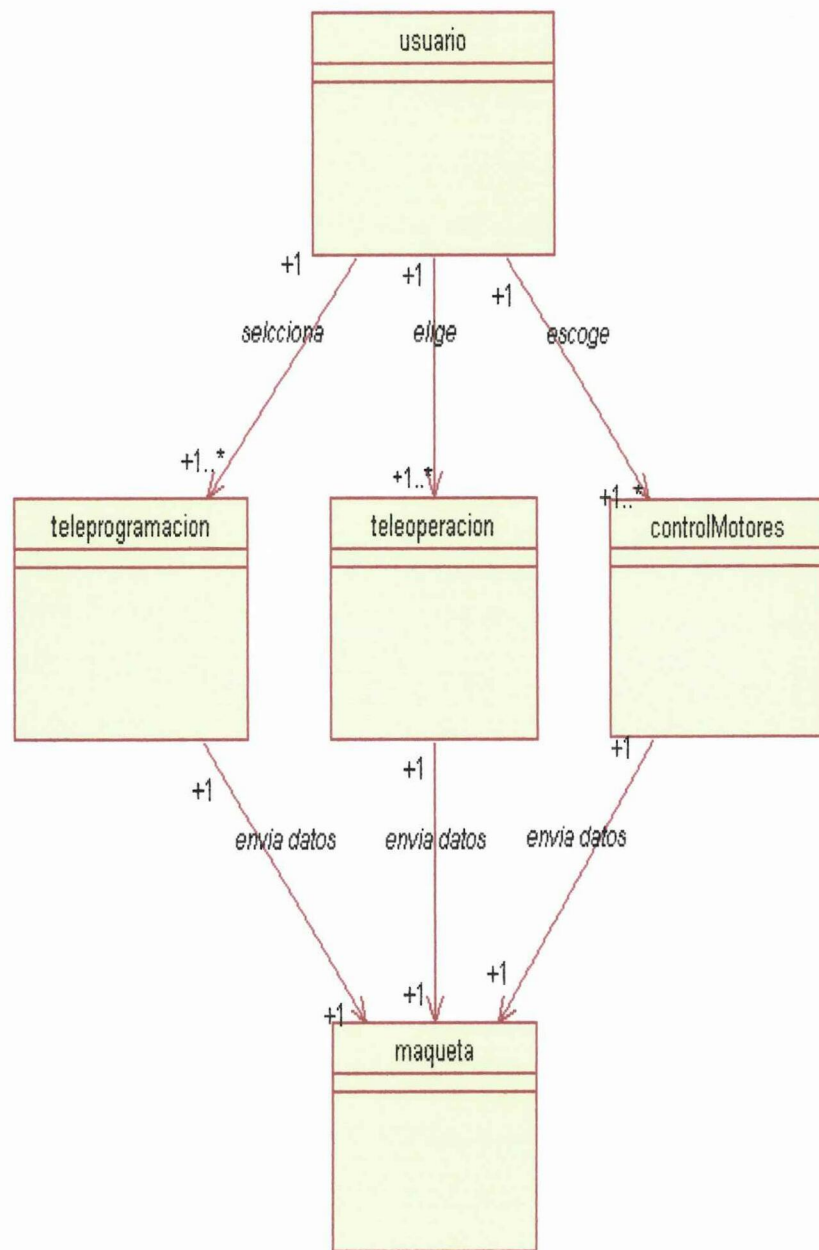 usuario
+1 +1 +1
selcciona elige escoge
+1..* +1..* +1..*
teleprogramacion teleoperacion controlMotores
+1 +1 +1
envia datos envia datos envia datos
+1 +1 +1
maqueta